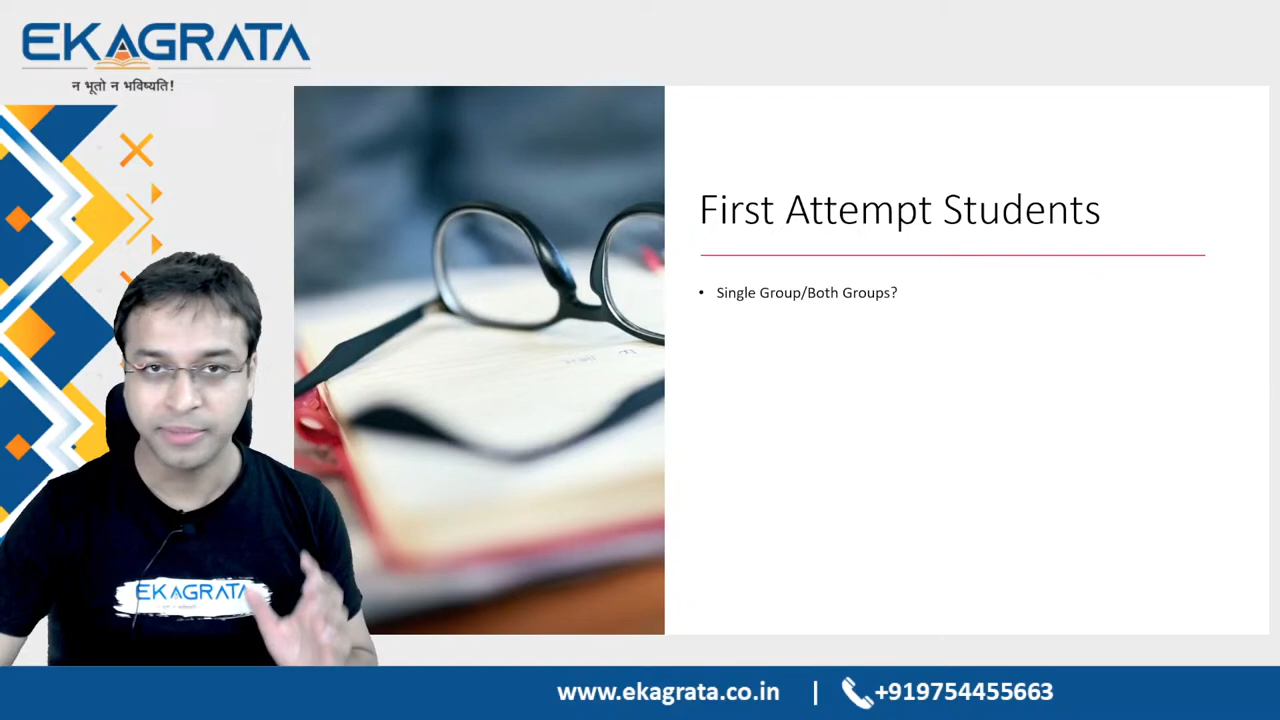 EKAGRATA
न भूतो न भविष्यति!
First Attempt Students
• Single Group/Both Groups?
EKAGRATA
www.ekagrata.co.in | +919754455663